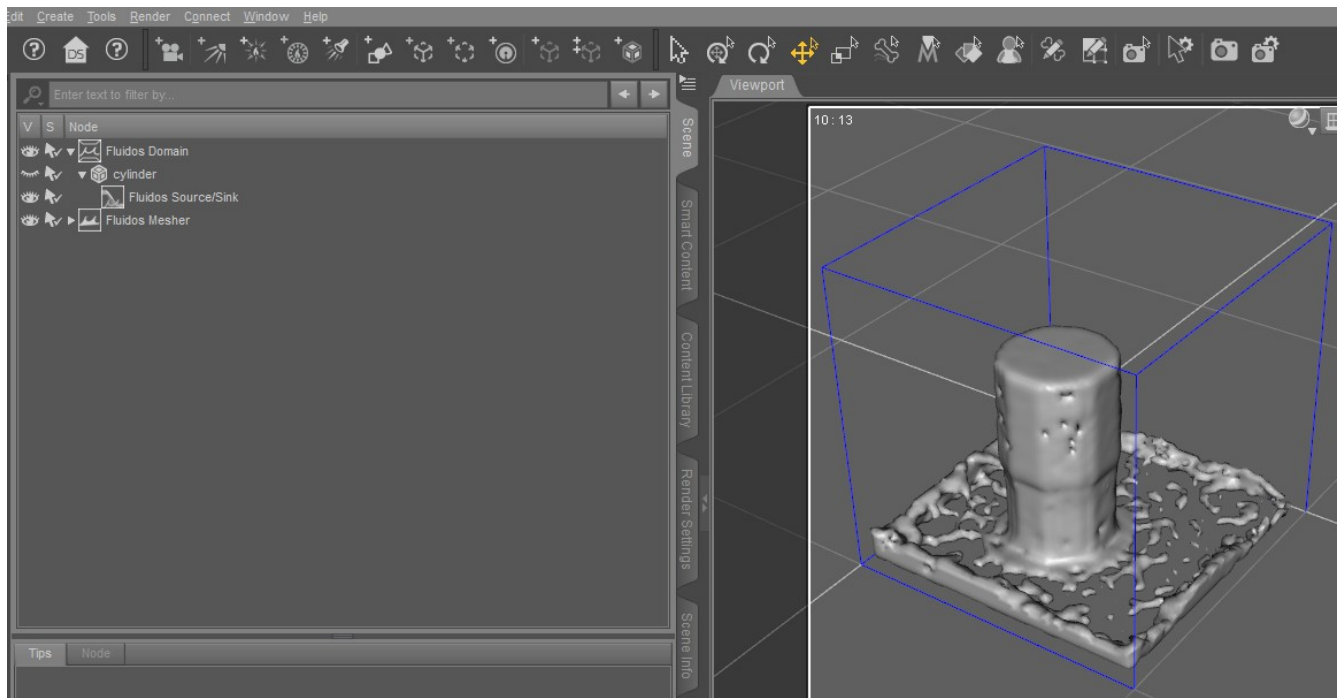 Edit Create Tools Render Connect Window Help
DS
Enter text to filter by...
V S Node
Fluidos Domain
cylinder
Fluidos Source/Sink
Fluidos Mesher
Tips Node
Scene
Smart Content
Content Library
Render Settings
Scene Info
Viewport
10 : 13